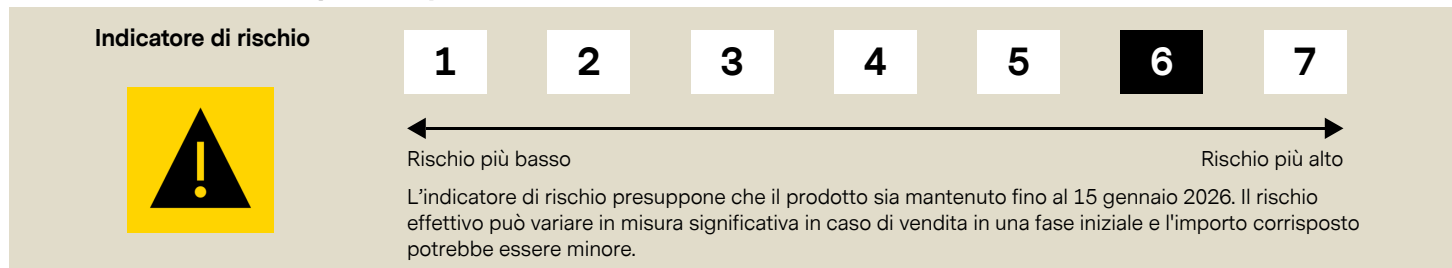 Indicatore di rischio
1 2 3 4 5 6 7
Rischio più basso Rischio più alto
L'indicatore di rischio presuppone che il prodotto sia mantenuto fino al 15 gennaio 2026. Il rischio
effettivo può variare in misura significativa in caso di vendita in una fase iniziale e l'importo corrisposto
potrebbe essere minore.